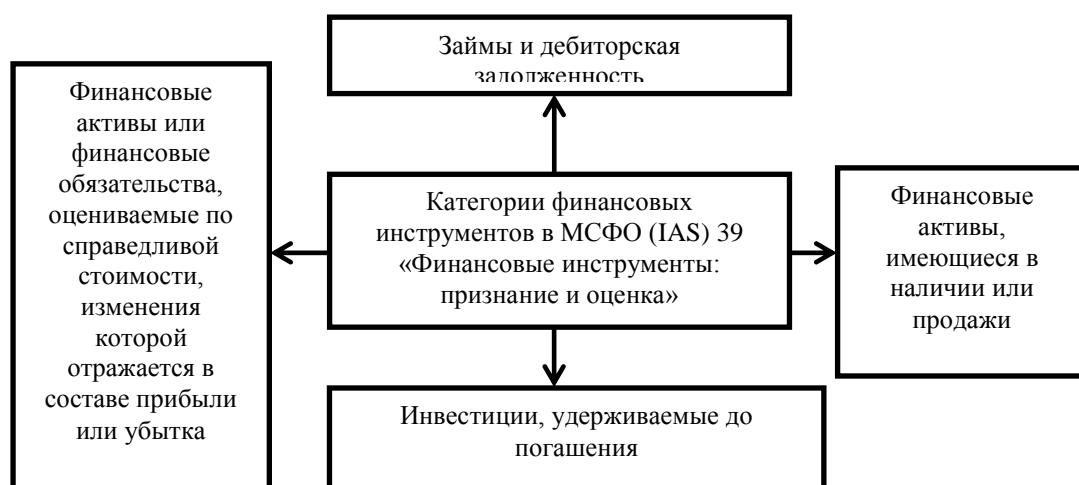 Займы и дебиторская
задолженность
Финансовые
активы или
финансовые
обязательства,
оцениваемые по
справедливой
стоимости,
изменения
которой
отражается в
составе прибыли
или убытка
Категории финансовых
инструментов в МСФО (IAS) 39
«Финансовые инструменты:
признание и оценка»
Финансовые
активы,
имеющиеся в
наличии или
продажи
Инвестиции, удерживаемые до
погашения